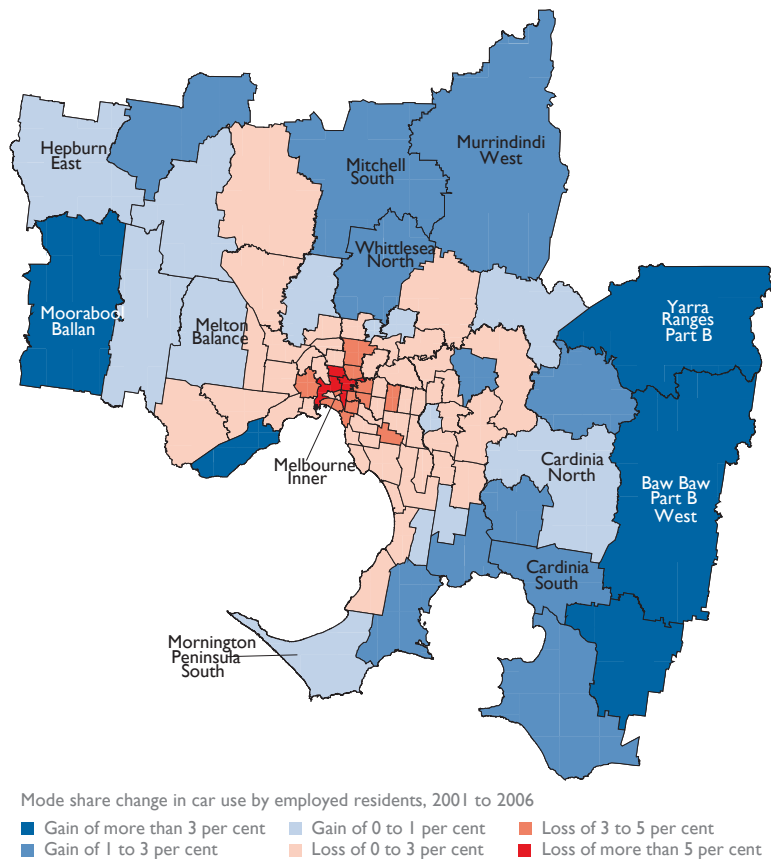 Hepburn
East
Mitchell
South
Murrindindi
West
Whittlesea
North
Moorabool
Ballan
Melton
Balance
Yarra
Ranges
Part B
Melbourne
Inner
Cardinia
North
Baw Baw
Part B
West
Cardinia
South
Mornington
Peninsula
South
Mode share change in car use by employed residents, 2001 to 2006
Gain of more than 3 per cent
Gain of 0 to 1 per cent
Loss of 3 to 5 per cent
Gain of 1 to 3 per cent
Loss of 0 to 3 per cent
Loss of more than 5 per cent